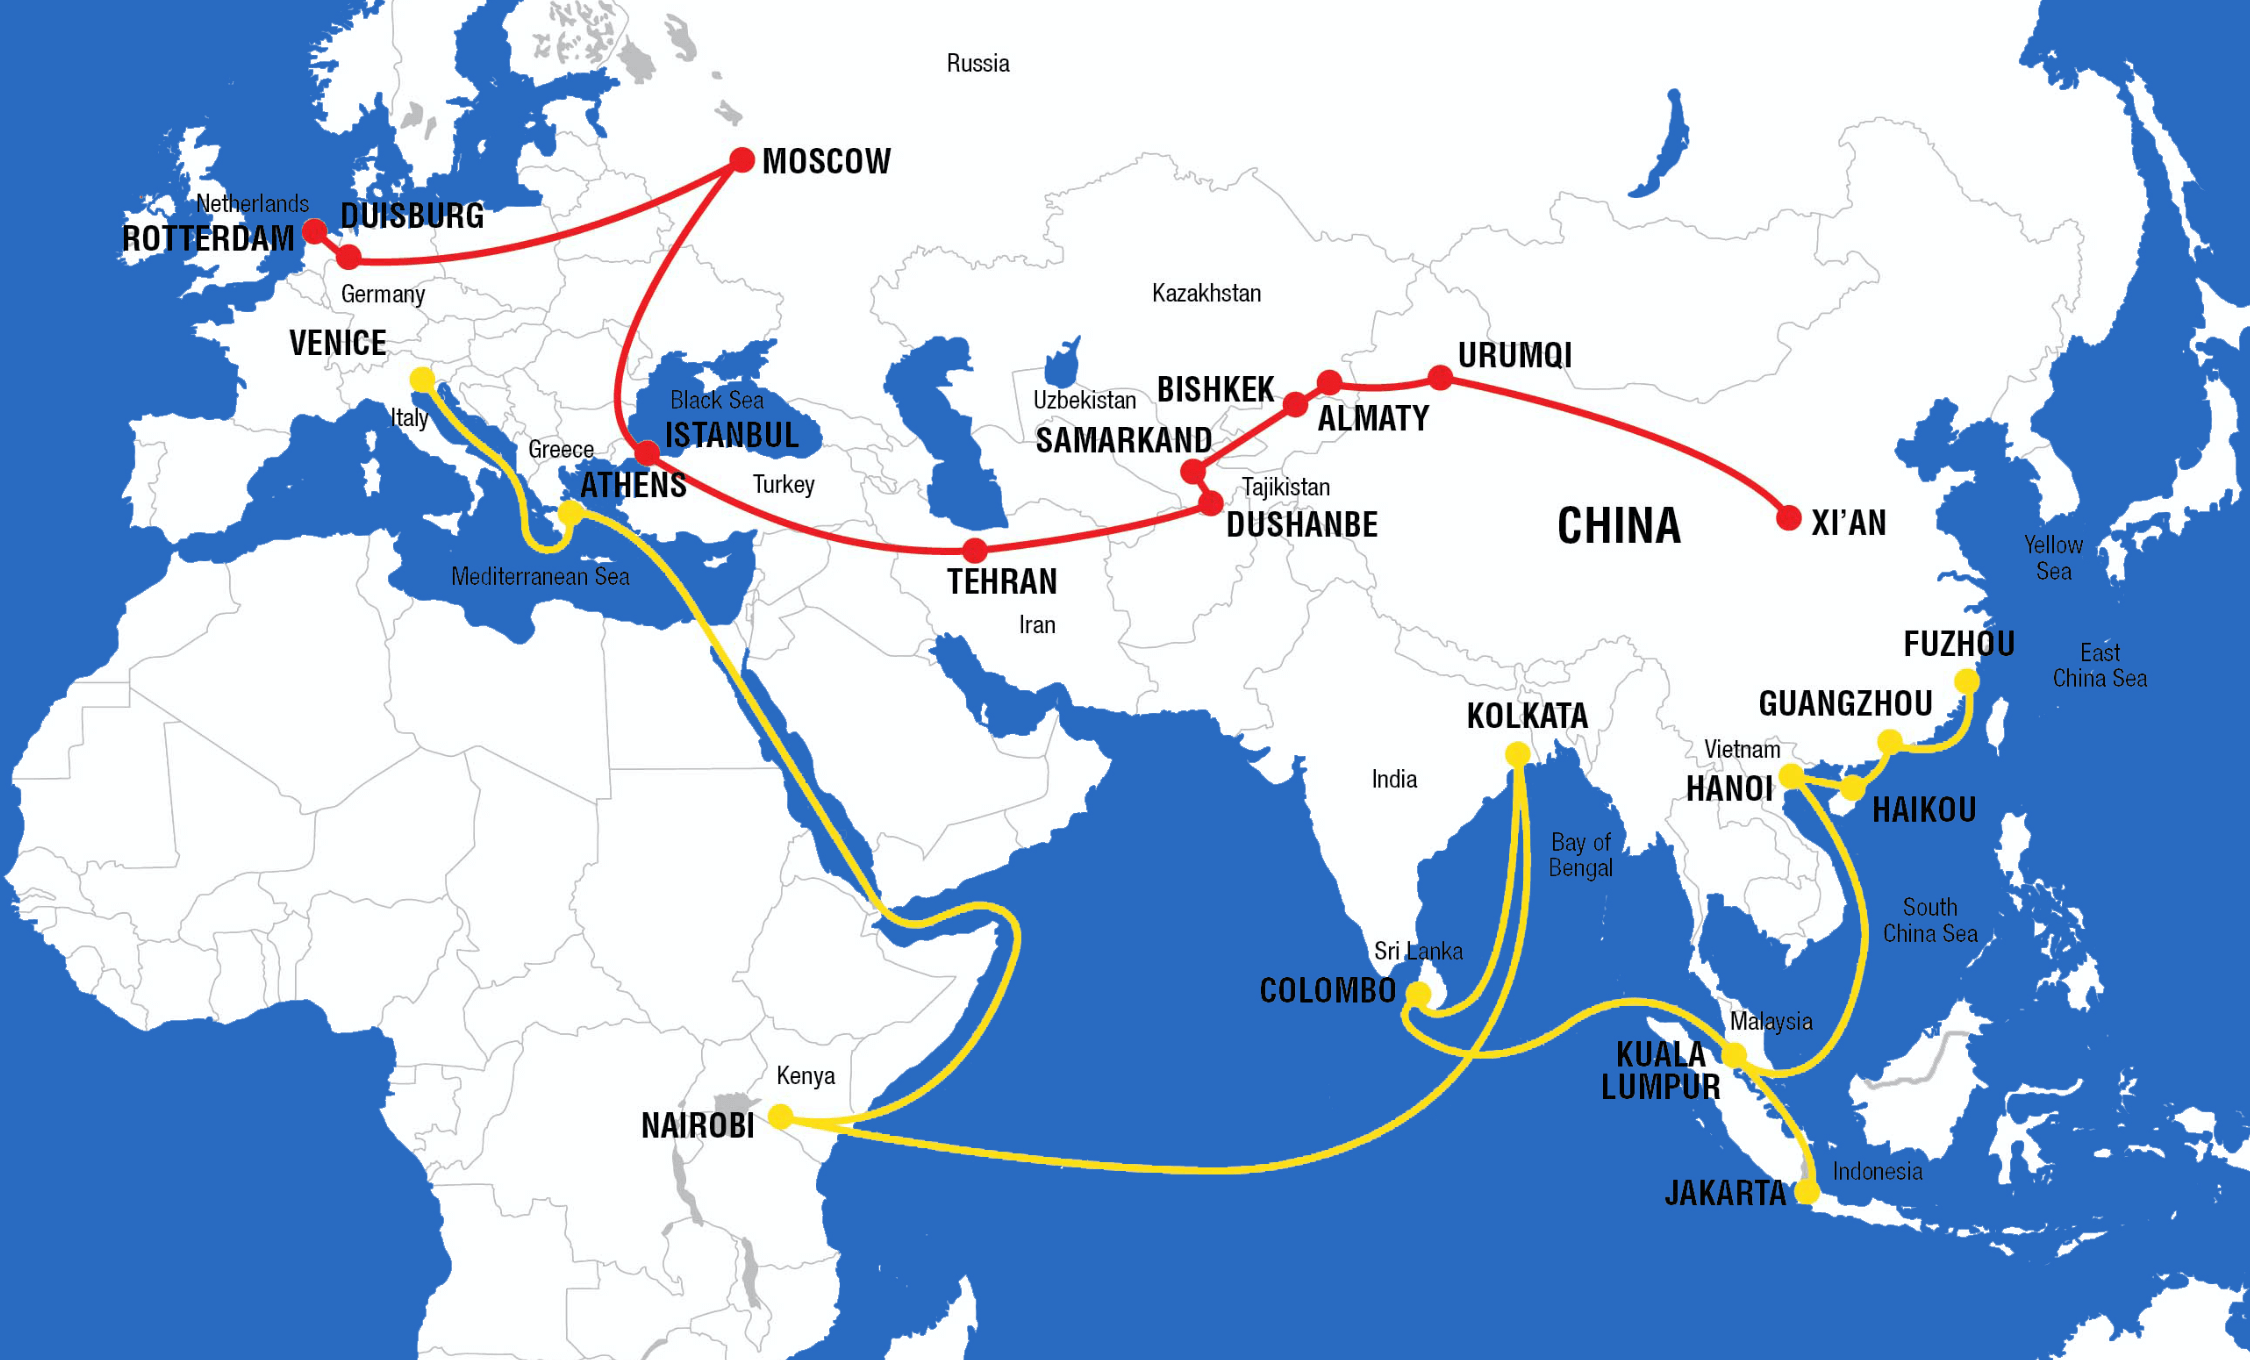 Russia
MOSCOW
Netherlands
DUISBURG
ROTTERDAM
Germany
Kazakhstan
VENICE
URUMQI
BISHKEK
Black Sea
Uzbekistan
Italy
ALMATY
ISTANBUL
SAMARKAND
Greece
ATHENS
Turkey
Tajikistan
DUSHANBE
CHINA
XI'AN
Yellow
Sea
Mediterranean Sea
TEHRAN
Iran
FUZHOU
East
China Sea
GUANGZHOU
KOLKATA
Vietnam
India
HANOI
HAIKOU
Bay of
Bengal
South
China Sea
Sri Lanka
COLOMBO
Malaysia
KUALA
LUMPUR
Kenya
NAIROBI
Indonesia
JAKARTA